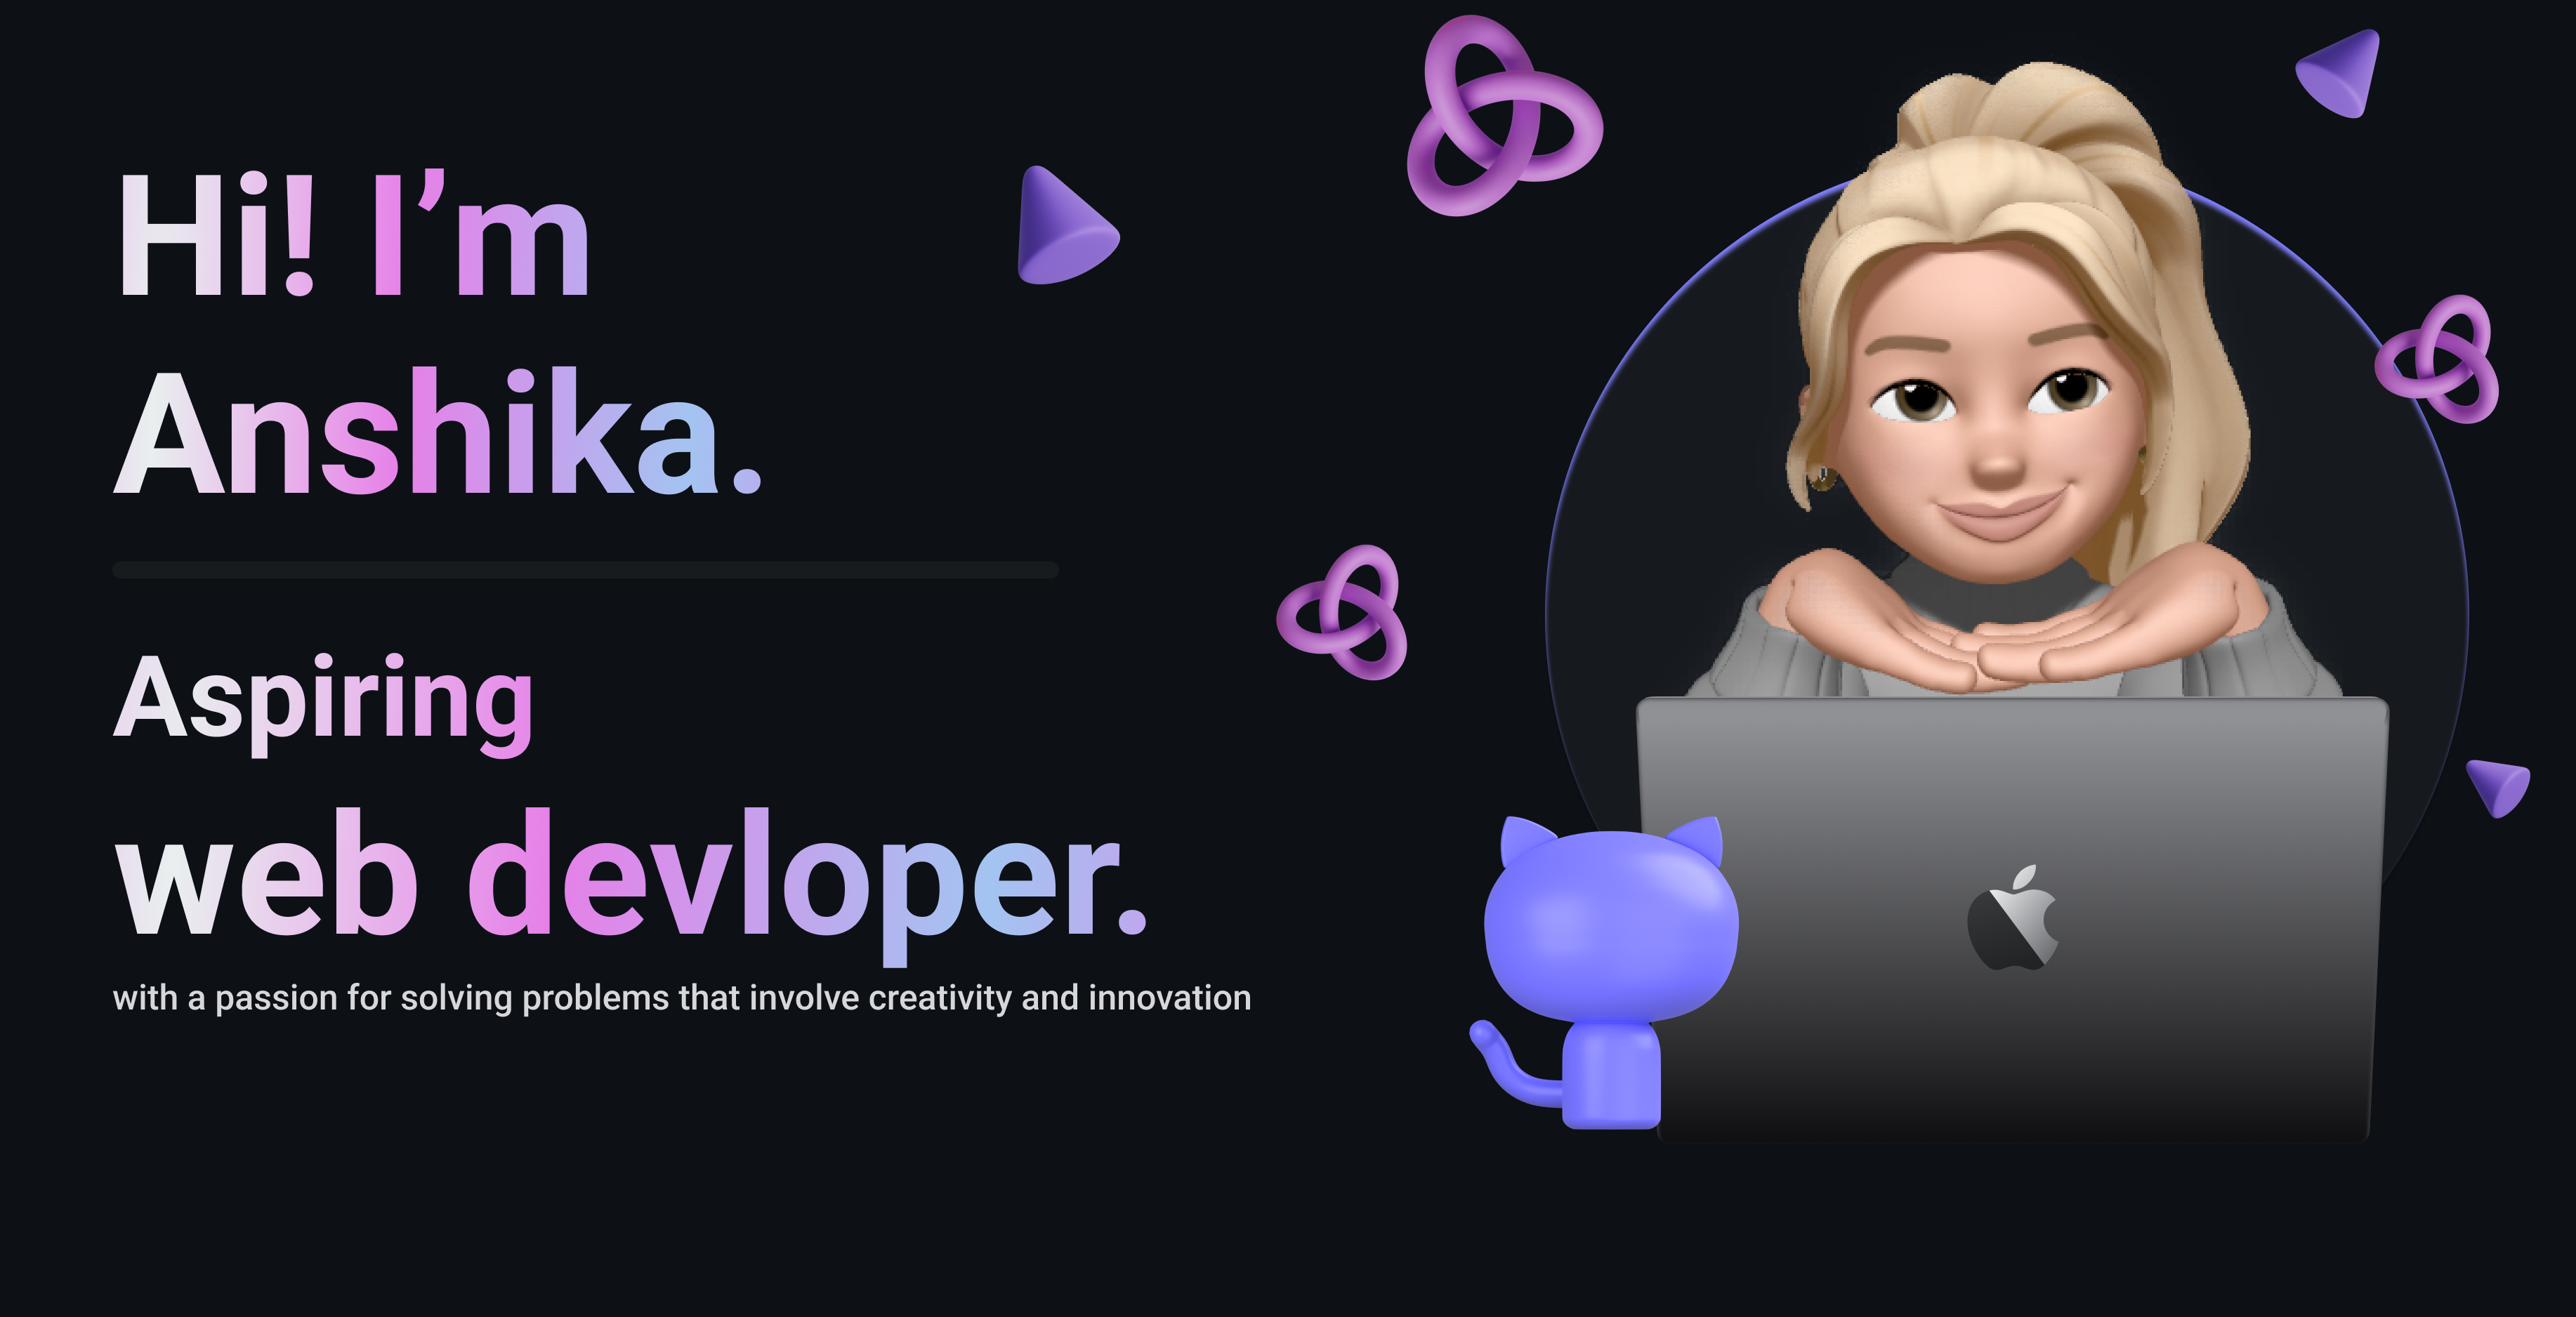 Hi! I’m
Anshika.
Aspiring
web devloper.
with a passion for solving problems that involve creativity and innovation